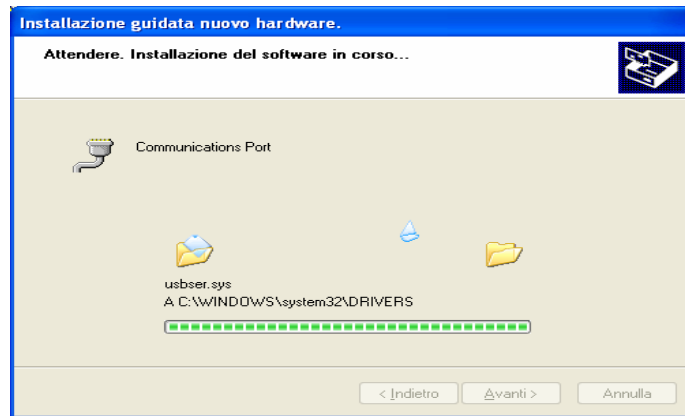 Installazione guidata nuovo hardware.
Attendere. Installazione del software in corso...
Communications Port
usbser.sys
A C:\WINDOWS\system32\DRIVERS
< Indietro
Avanti >
Annulla